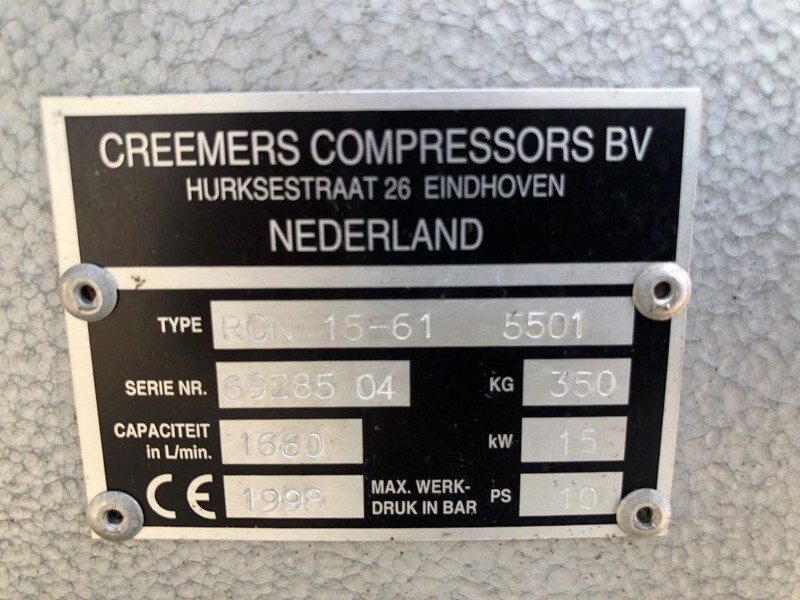 CREEMERS COMPRESSORS BV
HURKSESTRAAT 26 EINDHOVEN
NEDERLAND
TYPE RCN 15-61 5501
SERIE NR. 69285 04 KG 350
CAPACITEIT in L/min. 1660 kW 15
CE 1998 MAX. WERK- DRUK IN BAR PS 10